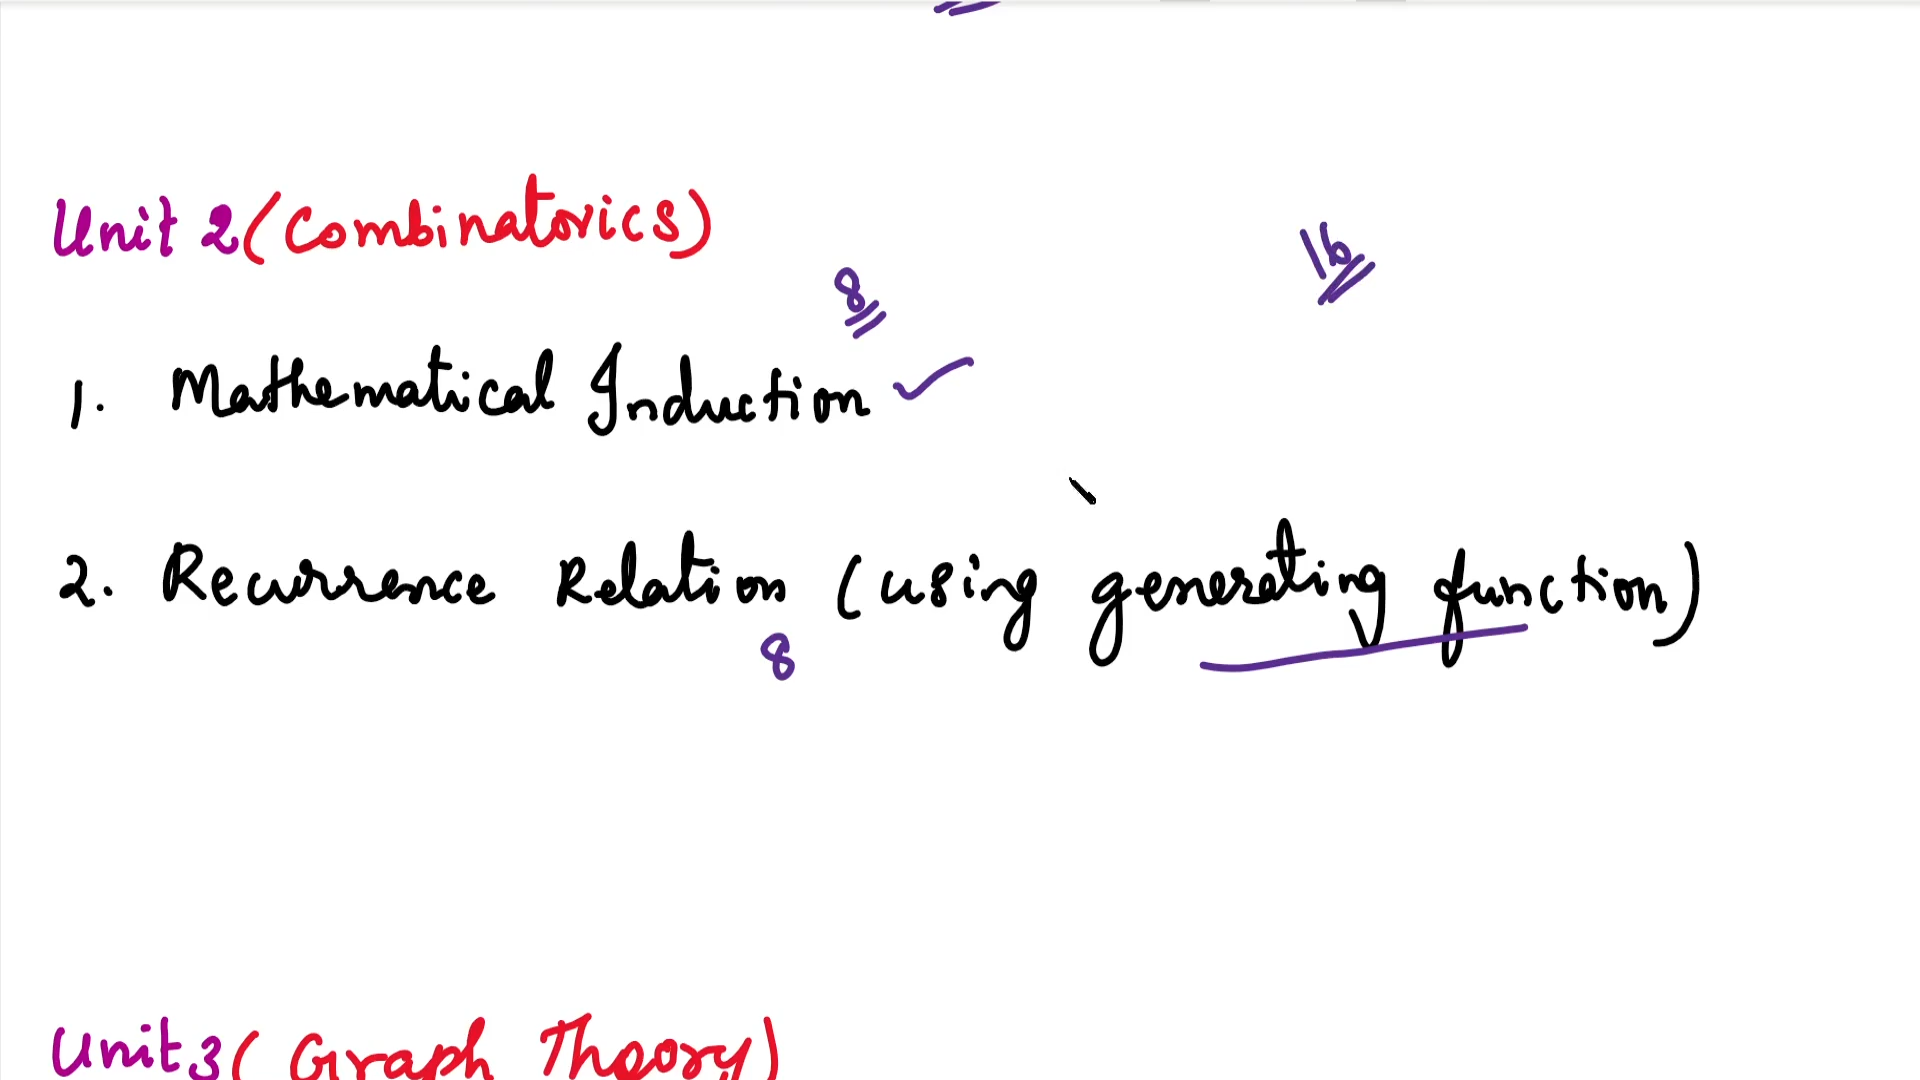 Unit 2 (Combinatorics)
16
8
1. Mathematical Induction
2. Recurrence Relation (using generating function)
8
Unit 3 (Graph Theory)